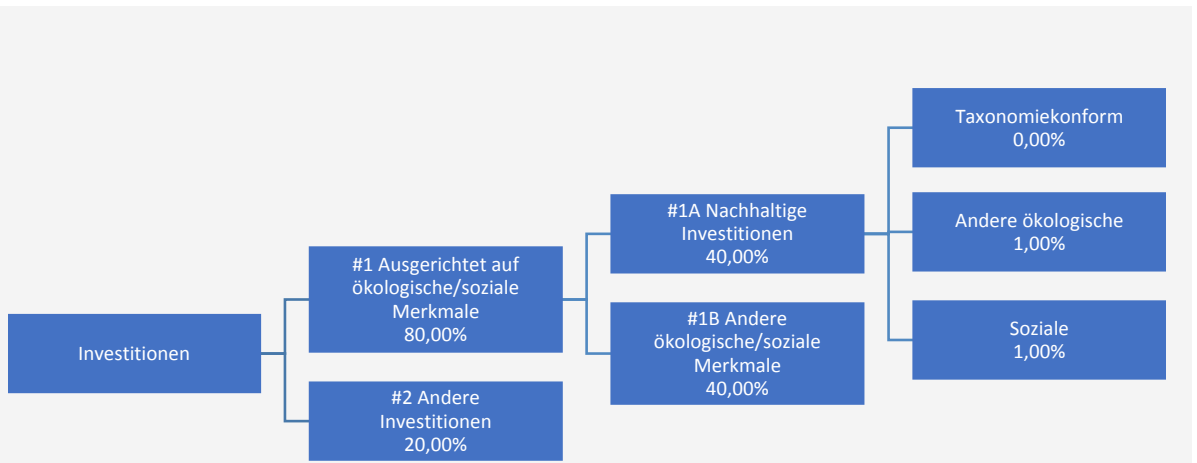 Investitionen
#1 Ausgerichtet auf
ökologische/soziale
Merkmale
80,00%
#2 Andere
Investitionen
20,00%
#1A Nachhaltige
Investitionen
40,00%
#1B Andere
ökologische/soziale
Merkmale
40,00%
Taxonomiekonform
0,00%
Andere ökologische
1,00%
Soziale
1,00%